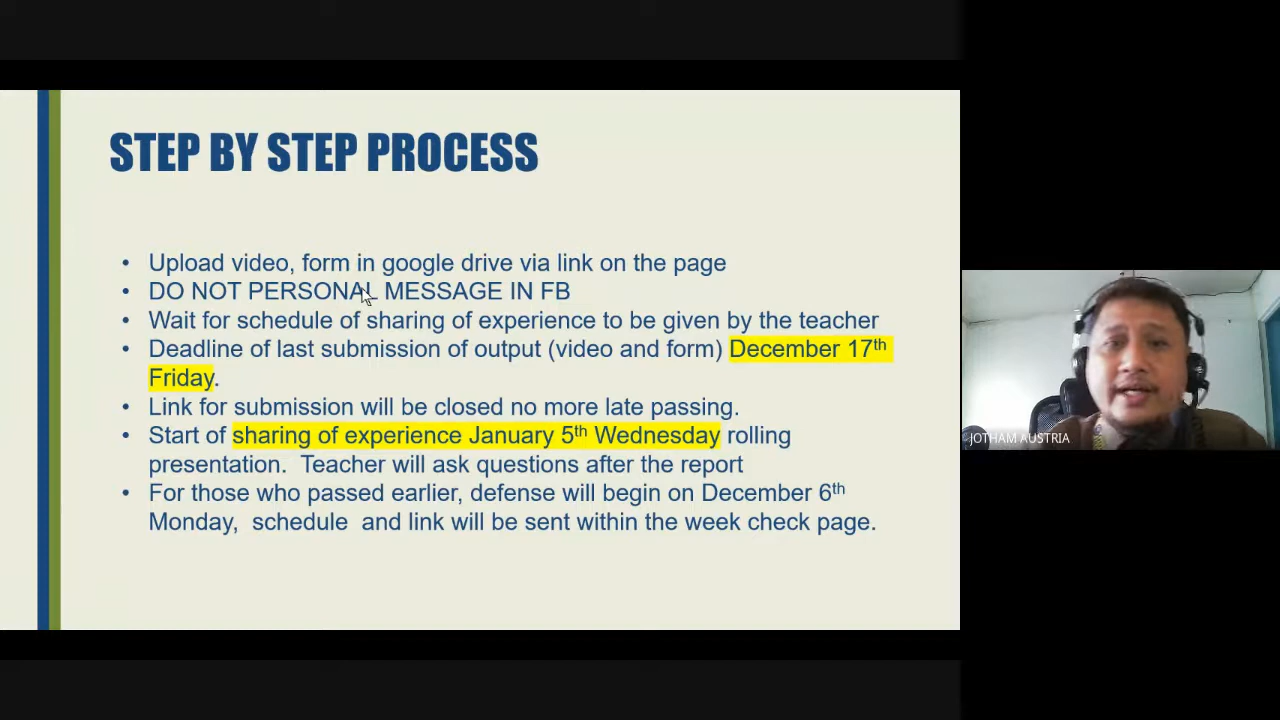 STEP BY STEP PROCESS
• Upload video, form in google drive via link on the page
• DO NOT PERSONAL MESSAGE IN FB
• Wait for schedule of sharing of experience to be given by the teacher
• Deadline of last submission of output (video and form) December 17th
Friday.
• Link for submission will be closed no more late passing.
• Start of sharing of experience January 5th Wednesday rolling
presentation. Teacher will ask questions after the report
• For those who passed earlier, defense will begin on December 6th
Monday, schedule and link will be sent within the week check page.
JOTHAM AUSTRIA